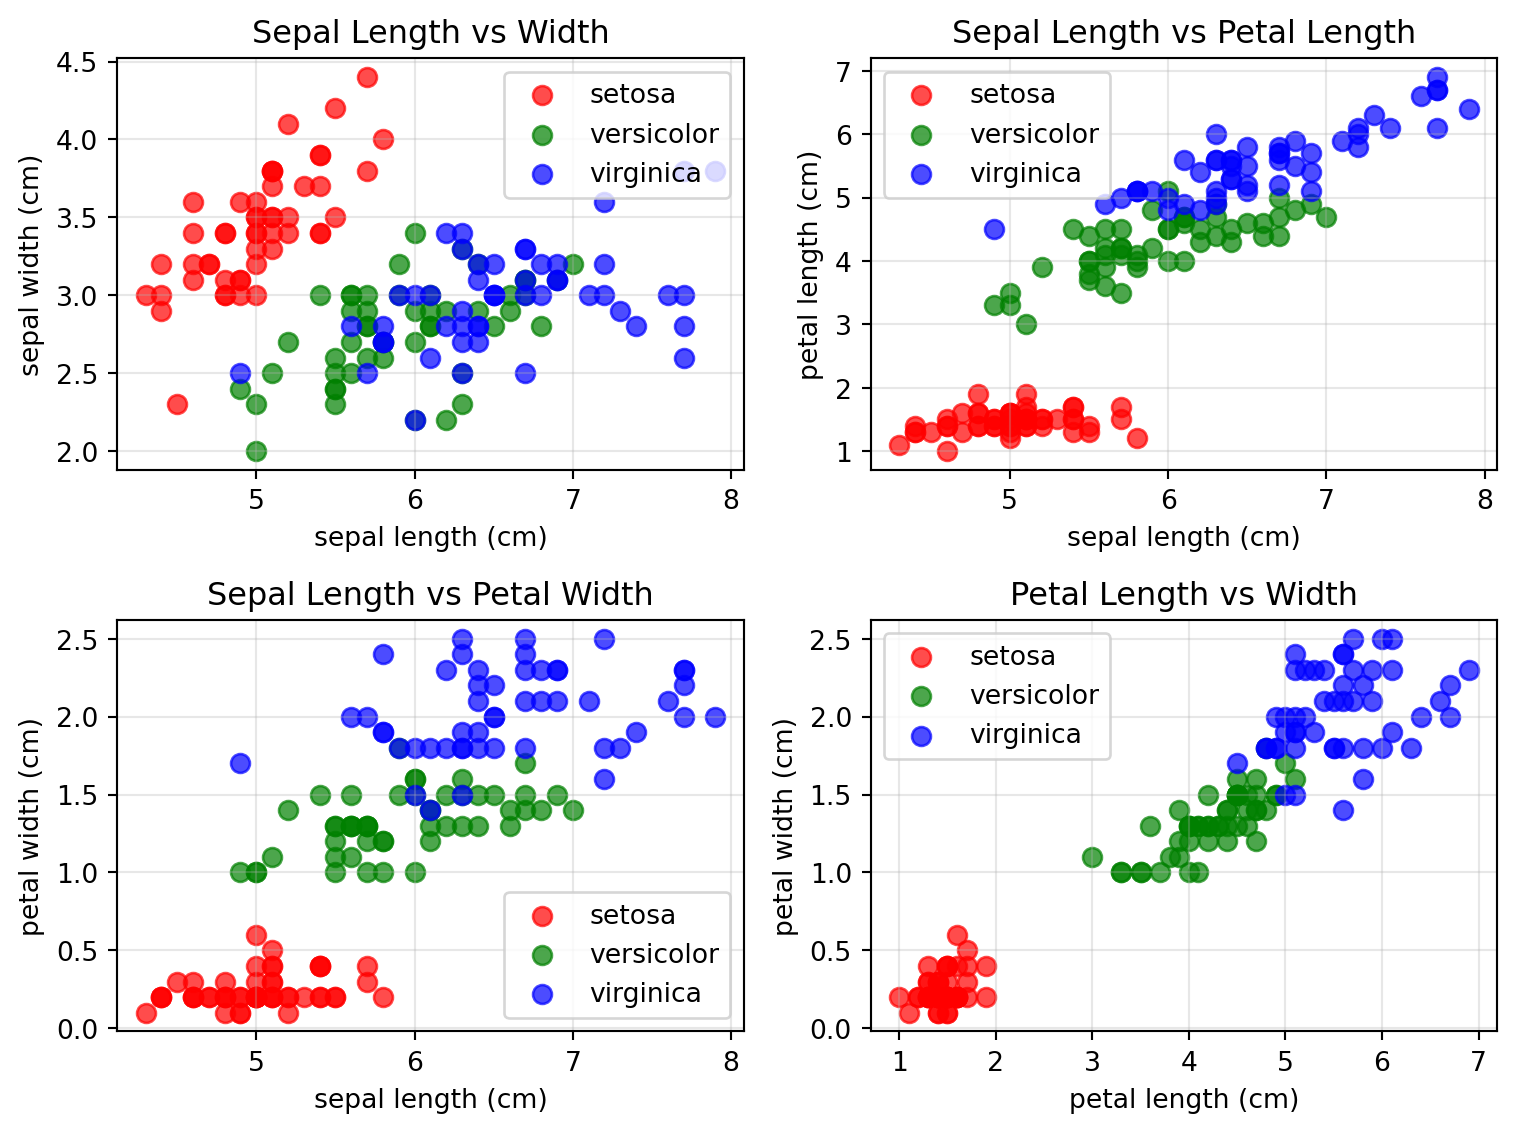 Sepal Length vs Width
4.5
4.0
3.5
3.0
2.5
2.0
sepal width (cm)
setosa
versicolor
virginica
5 6 7 8
sepal length (cm)
Sepal Length vs Petal Length
7
6
5
4
3
2
1
petal length (cm)
setosa
versicolor
virginica
5 6 7 8
sepal length (cm)
Sepal Length vs Petal Width
2.5
2.0
1.5
1.0
0.5
0.0
petal width (cm)
setosa
versicolor
virginica
5 6 7 8
sepal length (cm)
Petal Length vs Width
2.5
2.0
1.5
1.0
0.5
0.0
petal width (cm)
setosa
versicolor
virginica
1 2 3 4 5 6 7
petal length (cm)